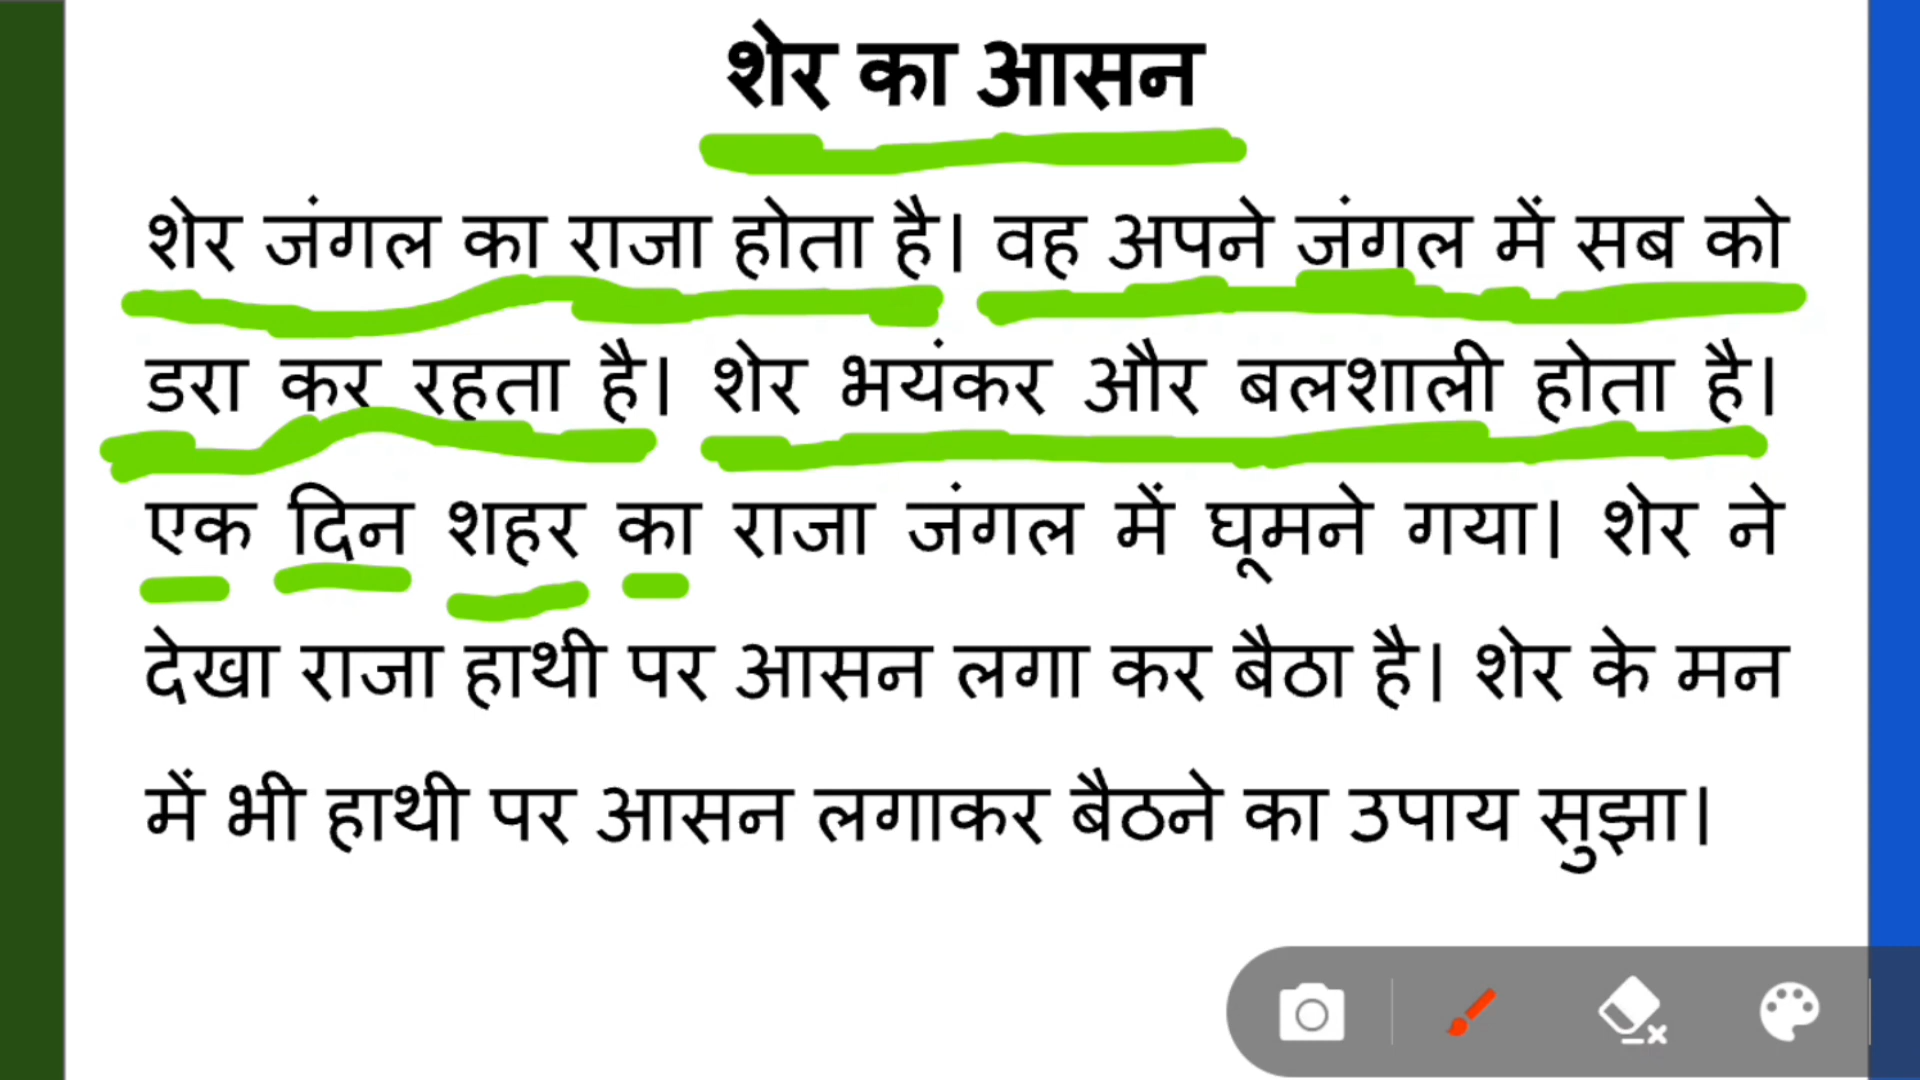 शेर का आसन
शेर जंगल का राजा होता है। वह अपने जंगल में सब को
डरा कर रहता है। शेर भयंकर और बलशाली होता है।
एक दिन शहर का राजा जंगल में घूमने गया। शेर ने
देखा राजा हाथी पर आसन लगा कर बैठा है। शेर के मन
में भी हाथी पर आसन लगाकर बैठने का उपाय सुझा।